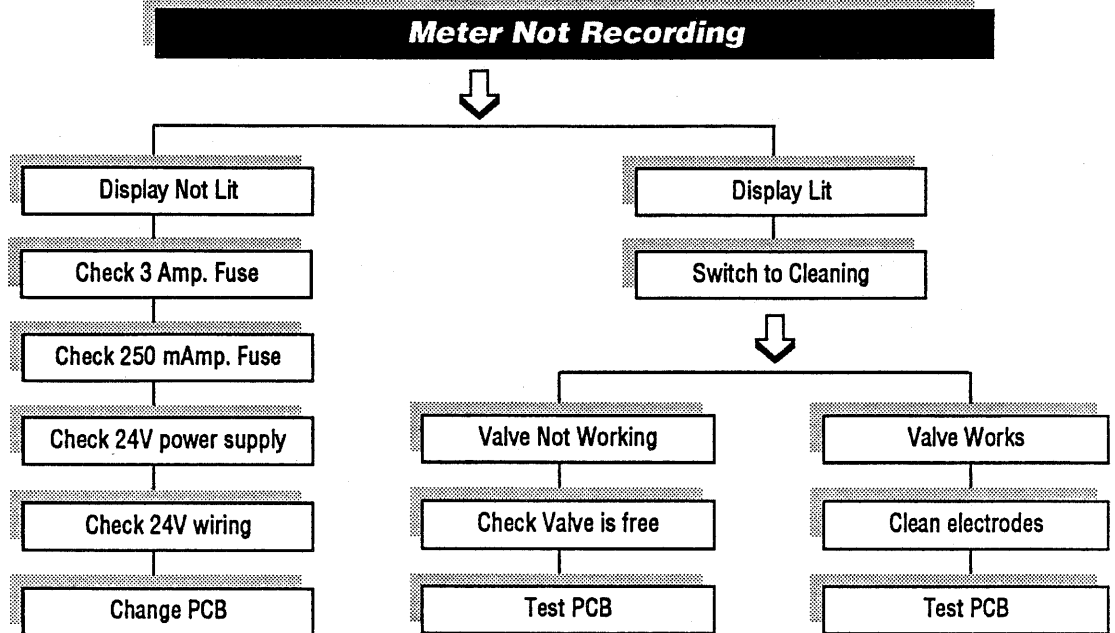 Meter Not Recording
Display Not Lit
Display Lit
Check 3 Amp. Fuse
Switch to Cleaning
Check 250 mAmp. Fuse
Check 24V power supply
Valve Not Working
Valve Works
Check 24V wiring
Check Valve is free
Clean electrodes
Change PCB
Test PCB
Test PCB